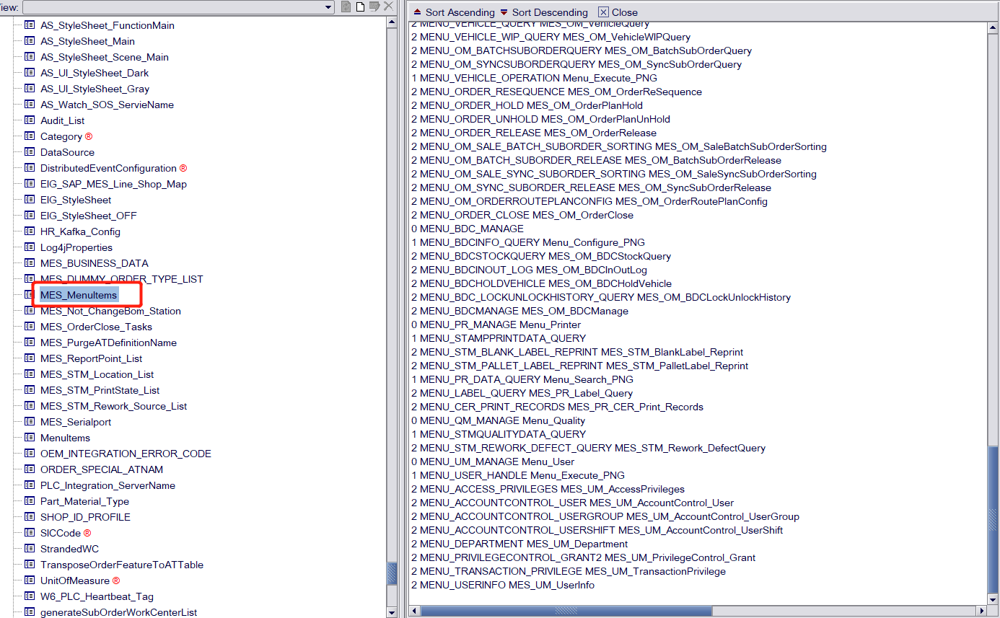 View:
AS_StyleSheet_FunctionMain
AS_StyleSheet_Main
AS_StyleSheet_Scene_Main
AS_UI_StyleSheet_Dark
AS_UI_StyleSheet_Gray
AS_Watch_SOS_ServieName
Audit_List
Category ®
DataSource
DistributedEventConfiguration ®
EIG_SAP_MES_Line_Shop_Map
EIG_StyleSheet
EIG_StyleSheet_OFF
HR_Kafka_Config
Log4jProperties
MES_BUSINESS_DATA
MES_DUMMY_ORDER_TYPE_LIST
MES_MenuItems
MES_Not_ChangeBom_Station
MES_OrderClose_Tasks
MES_PurgeATDefinitionName
MES_ReportPoint_List
MES_STM_Location_List
MES_STM_PrintState_List
MES_STM_Rework_Source_List
MES_Serialport
MenuItems
OEM_INTEGRATION_ERROR_CODE
ORDER_SPECIAL_ATNAM
PLC_Integration_ServerName
Part_Material_Type
SHOP_ID_PROFILE
SICCode ®
StrandedWC
TransposeOrderFeatureToATTable
UnitOfMeasure ®
W6_PLC_Heartbeat_Tag
generateSubOrderWorkCenterList
Sort Ascending Sort Descending Close
2 MENU_VEHICLE_QUERY MES_OM_VehicleQuery
2 MENU_VEHICLE_WIP_QUERY MES_OM_VehicleWIPQuery
2 MENU_OM_BATCHSUBORDERQUERY MES_OM_BatchSubOrderQuery
2 MENU_OM_SYNCSUBORDERQUERY MES_OM_SyncSubOrderQuery
1 MENU_VEHICLE_OPERATION Menu_Execute_PNG
2 MENU_ORDER_RESEQUENCE MES_OM_OrderReSequence
2 MENU_ORDER_HOLD MES_OM_OrderPlanHold
2 MENU_ORDER_UNHOLD MES_OM_OrderPlanUnHold
2 MENU_ORDER_RELEASE MES_OM_OrderRelease
2 MENU_OM_SALE_BATCH_SUBORDER_SORTING MES_OM_SaleBatchSubOrderSorting
2 MENU_OM_BATCH_SUBORDER_RELEASE MES_OM_BatchSubOrderRelease
2 MENU_OM_SALE_SYNC_SUBORDER_SORTING MES_OM_SaleSyncSubOrderSorting
2 MENU_OM_SYNC_SUBORDER_RELEASE MES_OM_SyncSubOrderRelease
2 MENU_OM_ORDERROUTEPLANCONFIG MES_OM_OrderRoutePlanConfig
2 MENU_ORDER_CLOSE MES_OM_OrderClose
0 MENU_BDC_MANAGE
1 MENU_BDCINFO_QUERY Menu_Configure_PNG
2 MENU_BDCSTOCKQUERY MES_OM_BDCStockQuery
2 MENU_BDCINOUT_LOG MES_OM_BDCInOutLog
2 MENU_BDCHOLDVEHICLE MES_OM_BDCHoldVehicle
2 MENU_BDC_LOCKUNLOCKHISTORY_QUERY MES_OM_BDCLockUnlockHistory
2 MENU_BDCMANAGE MES_OM_BDCManage
0 MENU_PR_MANAGE Menu_Printer
1 MENU_STAMPPRINTDATA_QUERY
2 MENU_STM_BLANK_LABEL_REPRINT MES_STM_BlankLabel_Reprint
2 MENU_STM_PALLET_LABEL_REPRINT MES_STM_PalletLabel_Reprint
1 MENU_PR_DATA_QUERY Menu_Search_PNG
2 MENU_LABEL_QUERY MES_PR_Label_Query
2 MENU_CER_PRINT_RECORDS MES_PR_CER_Print_Records
0 MENU_QM_MANAGE Menu_Quality
1 MENU_STMQUALITYDATA_QUERY
2 MENU_STM_REWORK_DEFECT_QUERY MES_STM_Rework_DefectQuery
0 MENU_UM_MANAGE Menu_User
1 MENU_USER_HANDLE Menu_Execute_PNG
2 MENU_ACCESS_PRIVILEGES MES_UM_AccessPrivileges
2 MENU_ACCOUNTCONTROL_USER MES_UM_AccountControl_User
2 MENU_ACCOUNTCONTROL_USERGROUP MES_UM_AccountControl_UserGroup
2 MENU_ACCOUNTCONTROL_USERSHIFT MES_UM_AccountControl_UserShift
2 MENU_DEPARTMENT MES_UM_Department
2 MENU_PRIVILEGECONTROL_GRANT2 MES_UM_PrivilegeControl_Grant
2 MENU_TRANSACTION_PRIVILEGE MES_UM_TransactionPrivilege
2 MENU_USERINFO MES_UM_UserInfo